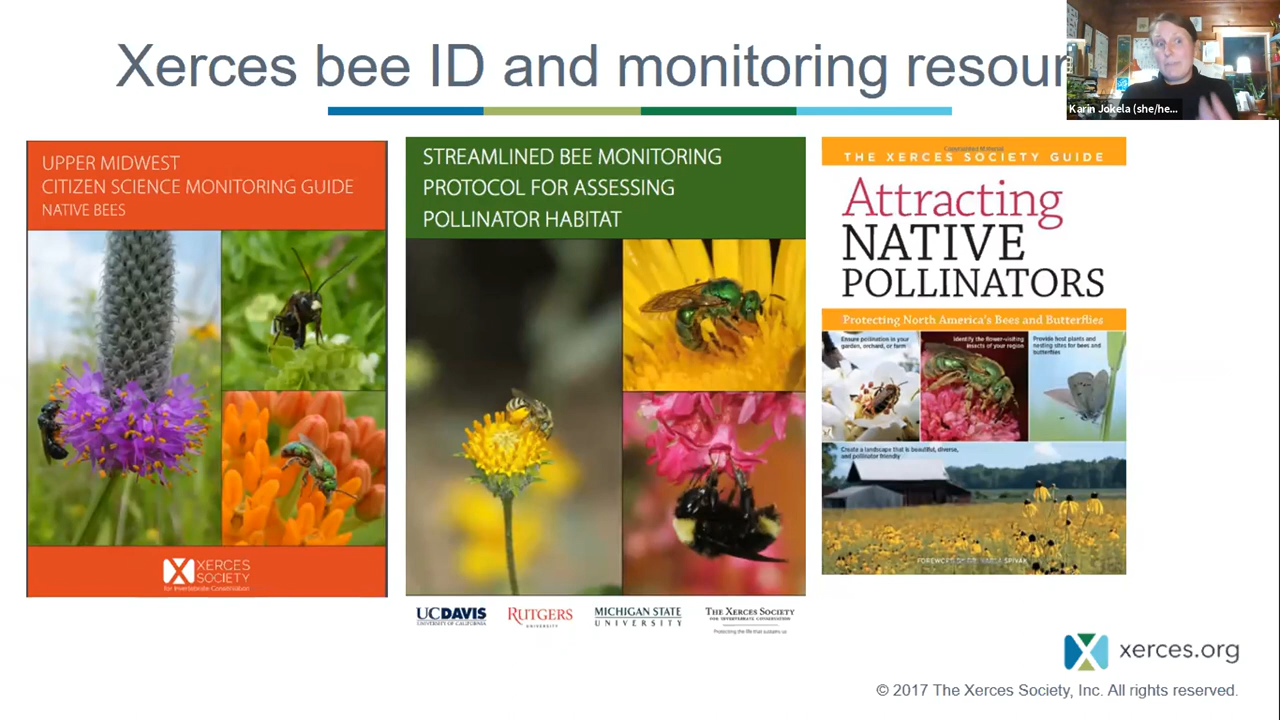 Xerces bee ID and monitoring resour
Karin Jokela (she/he...
UPPER MIDWEST
CITIZEN SCIENCE MONITORING GUIDE
NATIVE BEES
XERCES
SOCIETY
for Invertebrate Conservation
STREAMLINED BEE MONITORING
PROTOCOL FOR ASSESSING
POLLINATOR HABITAT
UCDAVIS
UNIVERSITY OF CALIFORNIA
RUTGERS
UNIVERSITY
MICHIGAN STATE
UNIVERSITY
THE XERCES SOCIETY
FOR INVERTEBRATE CONSERVATION
Protecting the life that sustains us
Copyrighted Material
THE XERCES SOCIETY GUIDE
Attracting
NATIVE
POLLINATORS
Protecting North America's Bees and Butterflies
Ensure pollination in your
garden, orchard, or farm
Identify the flower-visiting
insects of your region
Provide host plants and
nesting sites for bees and
butterflies
Create a landscape that is beautiful, diverse,
and pollinator friendly
FOREWORD BY DR. MARLA SPIVAK
xerces.org
© 2017 The Xerces Society, Inc. All rights reserved.